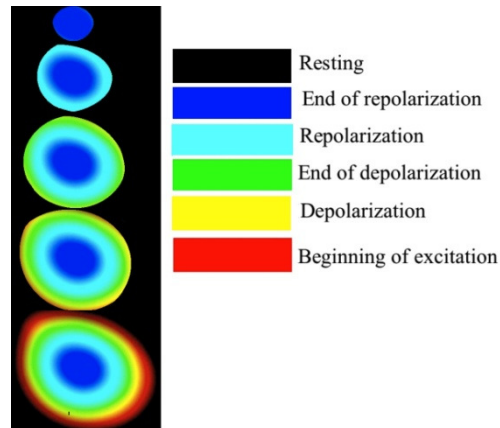 Resting
End of repolarization
Repolarization
End of depolarization
Depolarization
Beginning of excitation